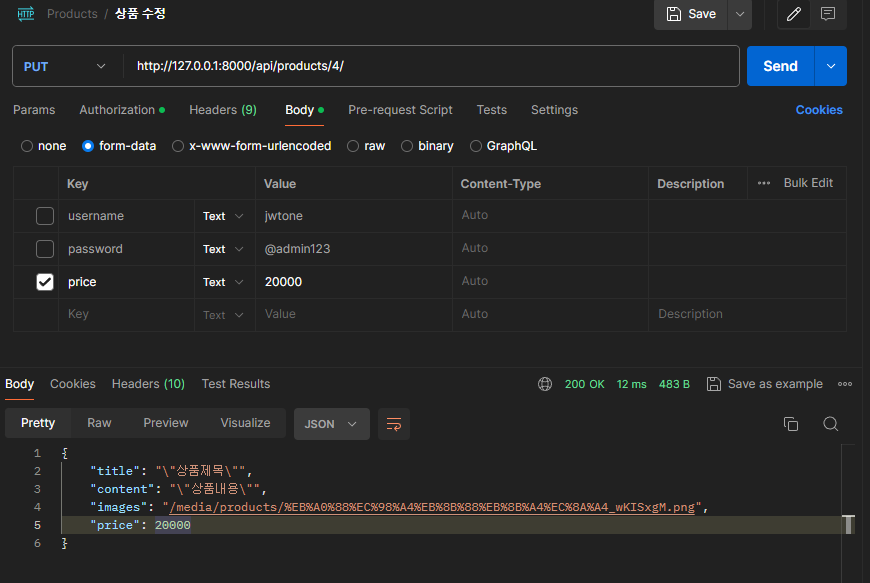 HTTP Products / 상품 수정 Save
PUT http://127.0.0.1:8000/api/products/4/ Send
Params Authorization Headers (9) Body Pre-request Script Tests Settings Cookies
none form-data x-www-form-urlencoded raw binary GraphQL
Key Value Content-Type Description ••• Bulk Edit
username Text jwtone Auto
password Text @admin123 Auto
price Text 20000 Auto
Key Text Value Auto Description
Body Cookies Headers (10) Test Results 200 OK 12 ms 483 B Save as example
Pretty Raw Preview Visualize JSON
1 {
2 "title": "\"상품제목\"",
3 "content": "\"상품내용\"",
4 "images": "/media/products/%EB%A0%88%EC%98%A4%EB%8B%88%EB%8B%A4%EC%8A%A4_wKISxgM.png",
5 "price": 20000
6 }